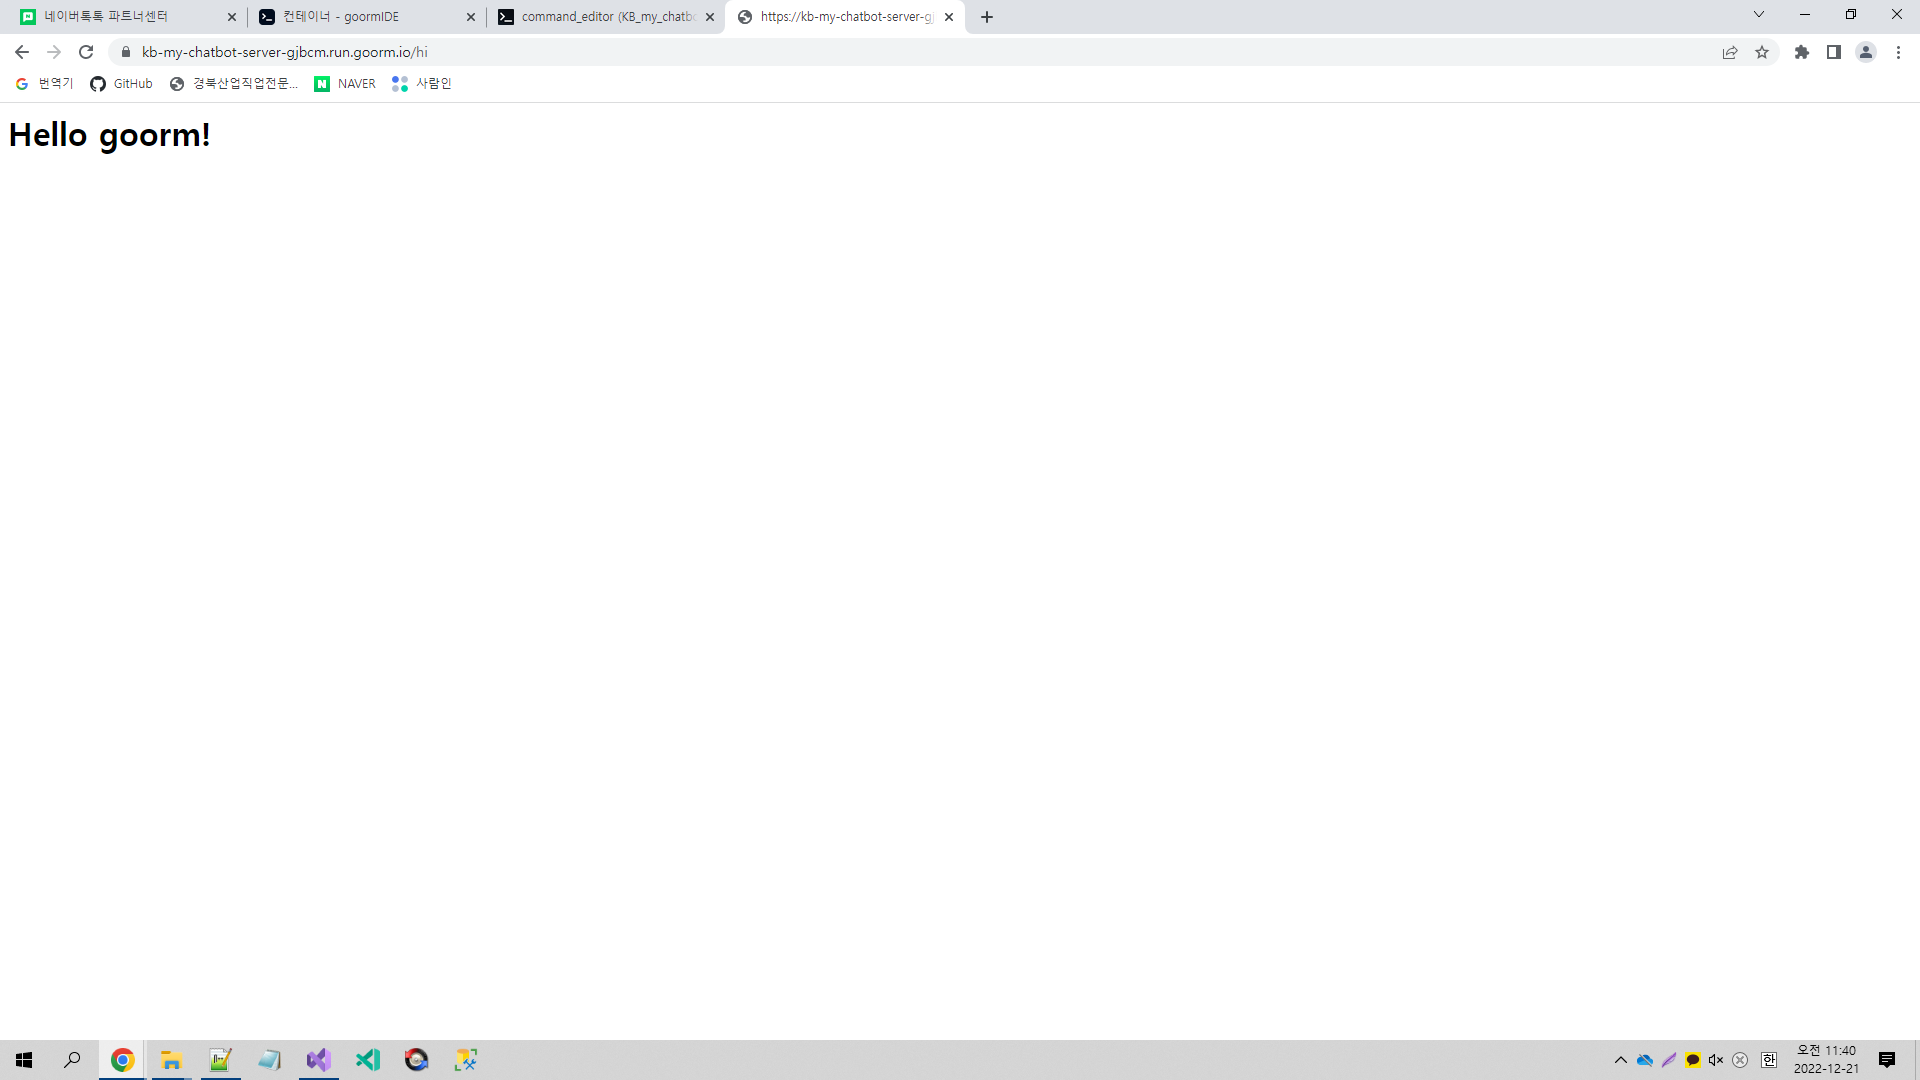 네이버톡톡 파트너센터
컨테이너 - goormIDE
command_editor (KB_my_chatb
https://kb-my-chatbot-server-gj
kb-my-chatbot-server-gjbcm.run.goorm.io/hi
번역기
GitHub
경북산업직업전문...
NAVER
사람인
Hello goorm!
한
오전 11:40
2022-12-21